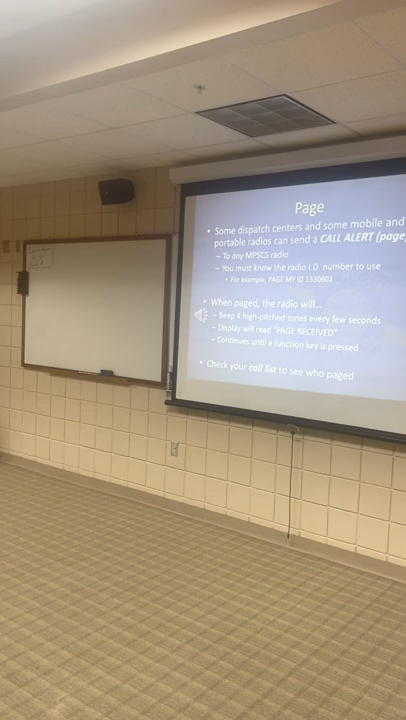 Page
• Some dispatch centers and some mobile and
portable radios can send a CALL ALERT (page
– To any MPSCS radio
– You must know the radio I.D. number to use
• For example, PAGE MY ID 1330602
• When paged, the radio will...
– Beep 4 high-pitched tones every few seconds
– Display will read "PAGE RECEIVED"
– Continues until a function key is pressed
• Check your call list to see who paged